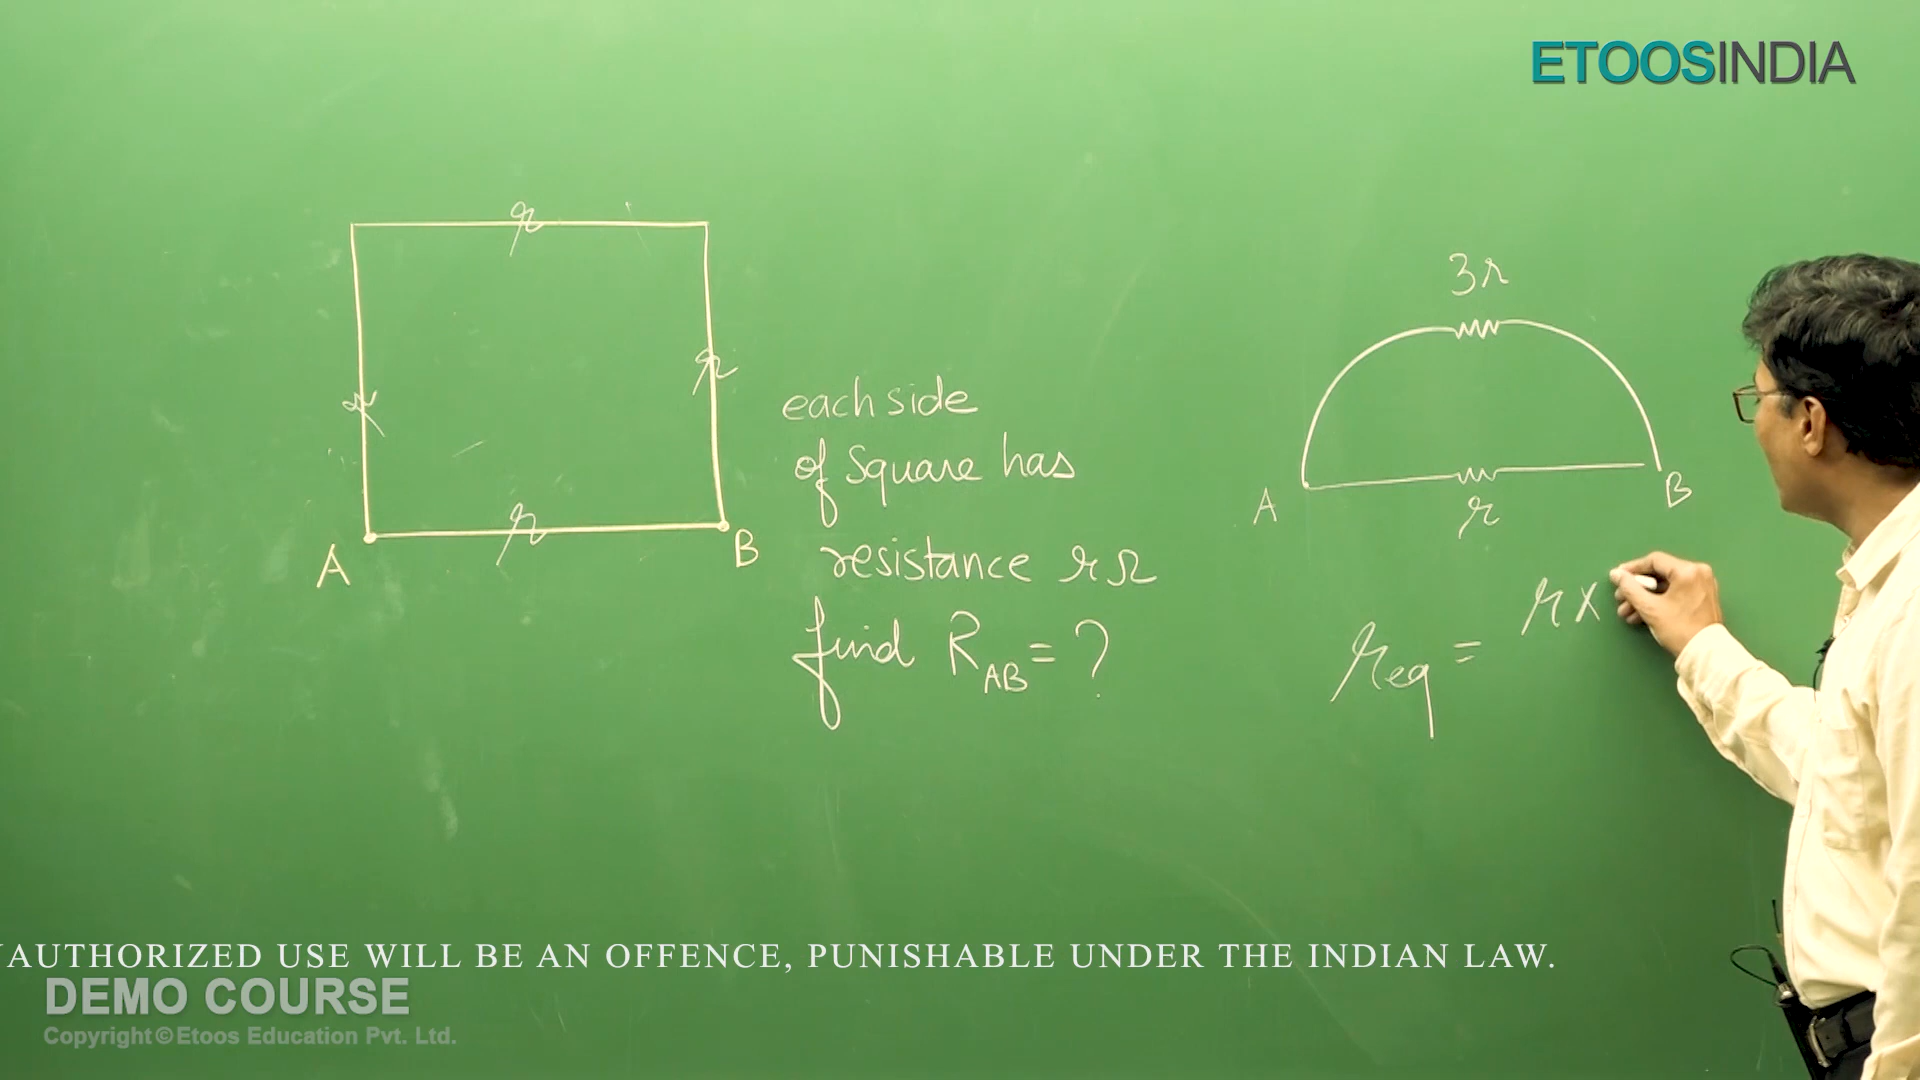 ETOOSINDIA
r
r
r
r
A
B
each side
of Square has
resistance r Ω
find R_AB = ?
3r
A
B
r
r_eq = r x
AUTHORIZED USE WILL BE AN OFFENCE, PUNISHABLE UNDER THE INDIAN LAW.
DEMO COURSE
Copyright © Etoos Education Pvt. Ltd.